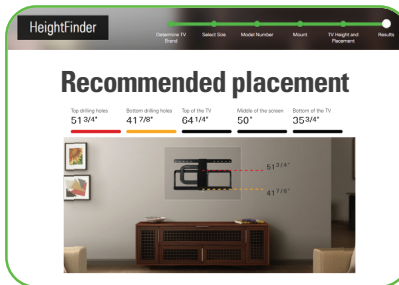 HeightFinder
Determine TV Brand
Select Size
Model Number
Mount
TV Height and Placement
Results
Recommended placement
Top drilling holes
51 3/4"
Bottom drilling holes
41 7/8"
Top of the TV
64 1/4"
Middle of the screen
50"
Bottom of the TV
35 3/4"
51 3/4"
41 7/8"